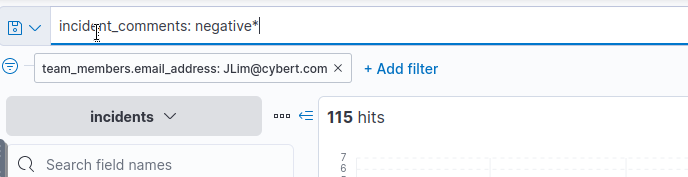 incident_comments: negative*
team_members.email_address: JLim@cybert.com ×
+ Add filter
incidents
115 hits
Search field names
7
6